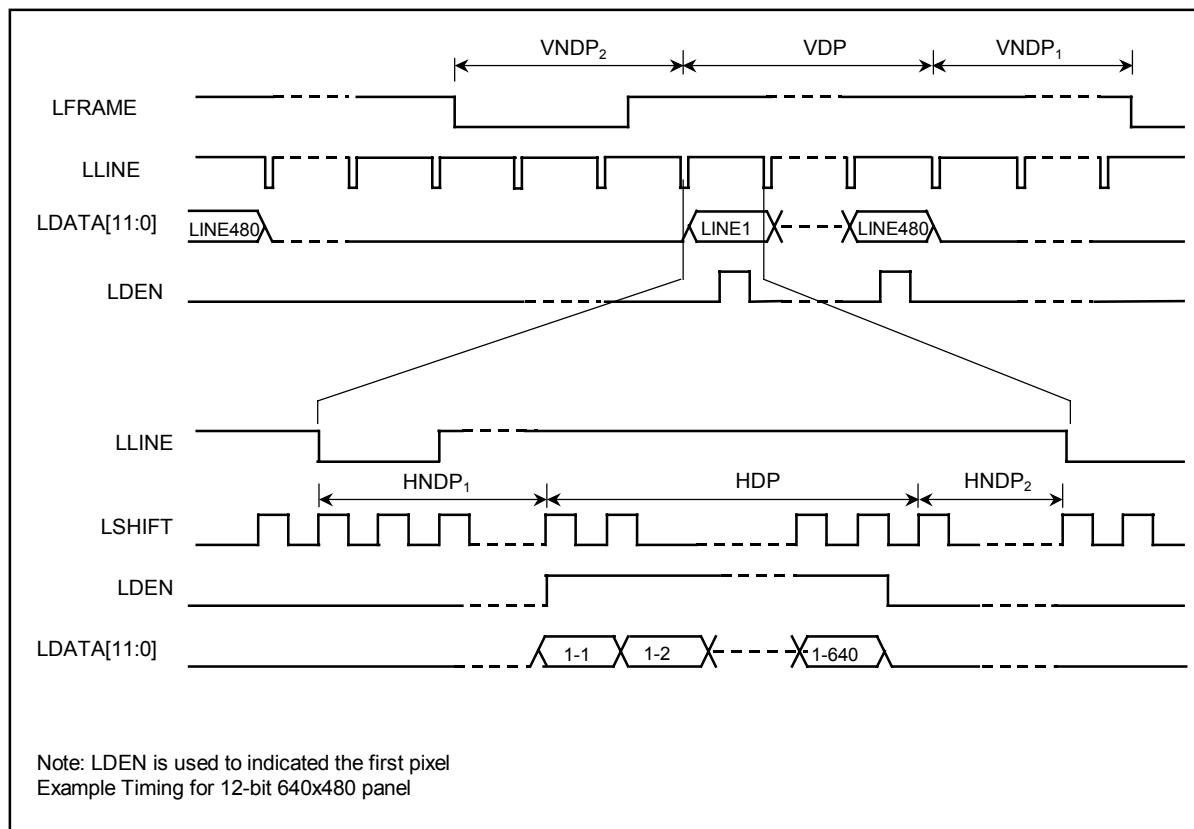 VNDP₂ VDP VNDP₁
LFRAME
LLINE
LDATA[11:0] LINE480 LINE1 LINE480
LDEN
LLINE
HNDP₁ HDP HNDP₂
LSHIFT
LDEN
LDATA[11:0] 1-1 1-2 1-640
Note: LDEN is used to indicated the first pixel
Example Timing for 12-bit 640x480 panel